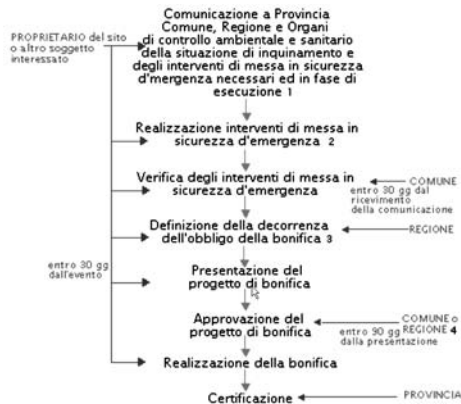 Comunicazione a Provincia
Comune, Regione e Organi
di controllo ambientale e sanitario
della situazione di inquinamento e
degli interventi di messa in sicurezza
d'mergenza necessari ed in fase di
esecuzione 1
PROPRIETARIO del sito
o altro soggetto
interessato
Realizzazione interventi di messa in
sicurezza d'emergenza 2
Verifica degli interventi di messa in
sicurezza d'emergenza
COMUNE
entro 30 gg dal
ricevimento
della comunicazione
Definizione della decorrenza
dell'obbligo della bonifica 3
REGIONE
entro 30 gg
dall'evento
Presentazione del
progetto di bonifica
Approvazione del
progetto di bonifica
COMUNE o
REGIONE 4
entro 90 gg
dalla presentazione
Realizzazione della bonifica
Certificazione
PROVINCIA